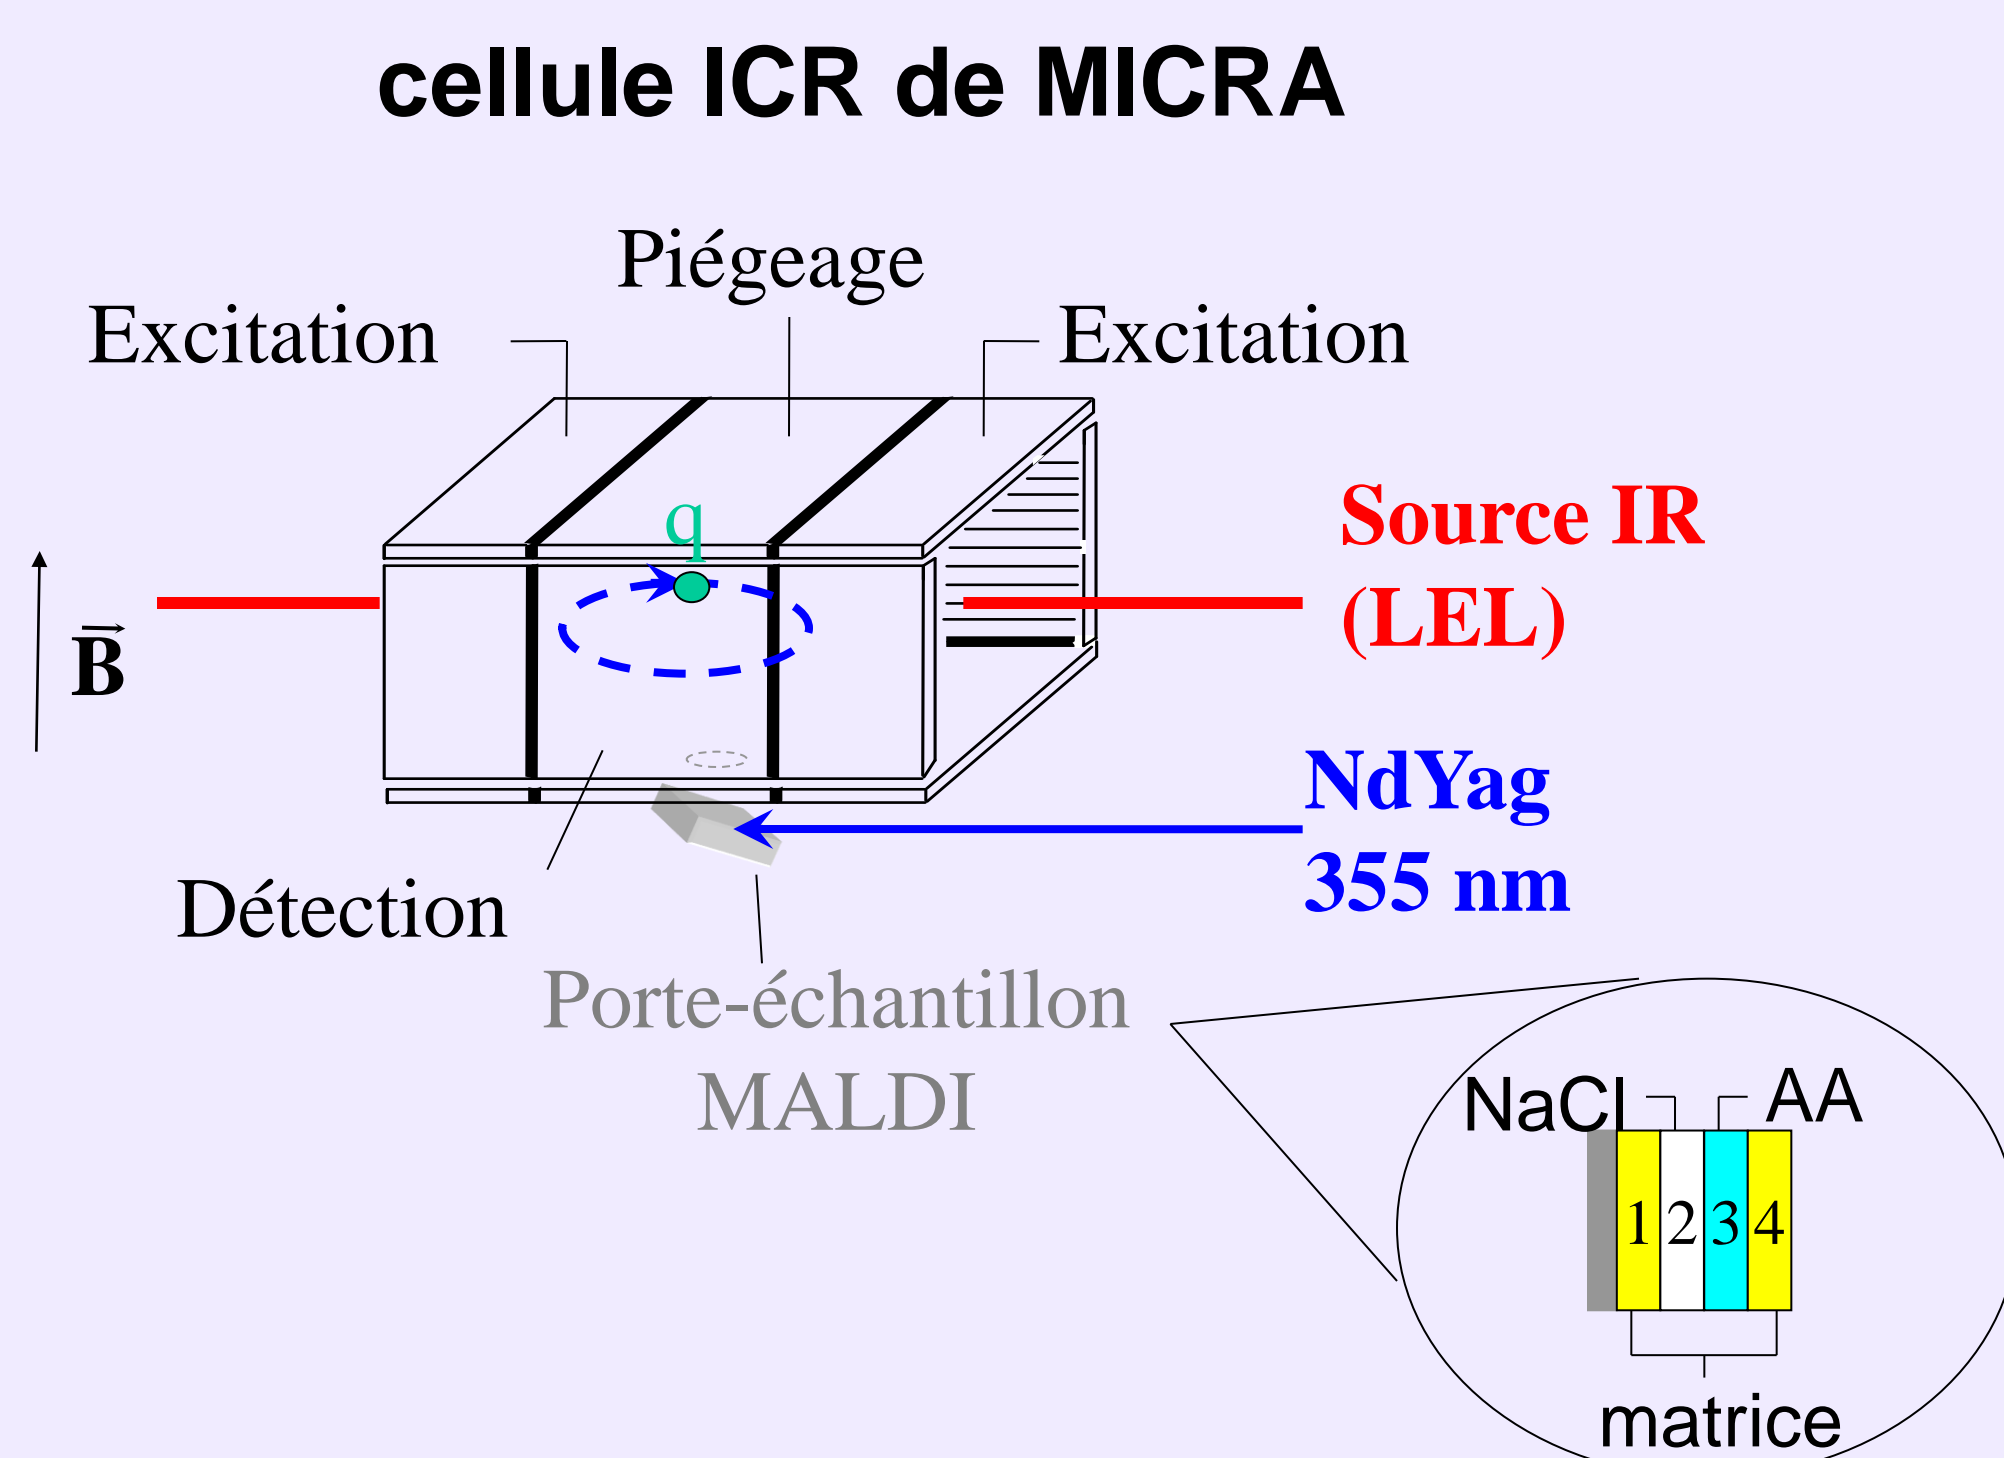 cellule ICR de MICRA
Piégeage
Excitation
Excitation
q
Source IR
(LEL)
B
NdYag
355 nm
Détection
Porte-échantillon
MALDI
NaCl
AA
1 2 3 4
matrice